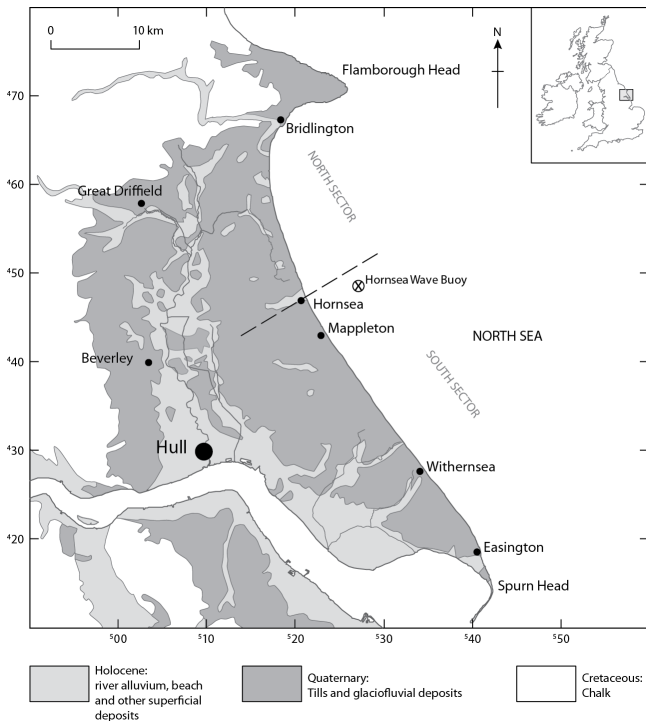 0 10 km
N
Flamborough Head
⁴70
Bridlington
NORTH SECTOR
⁴60
Great Driffield
⁴50
Hornsea Wave Buoy
Hornsea
Mappleton
NORTH SEA
⁴40
Beverley
SOUTH SECTOR
⁴30
Hull
Withernsea
⁴20
Easington
Spurn Head
⁵00 ⁵10 ⁵20 ⁵30 ⁵40 ⁵50
Holocene:
river alluvium, beach
and other superficial
deposits
Quaternary:
Tills and glaciofluvial deposits
Cretaceous:
Chalk